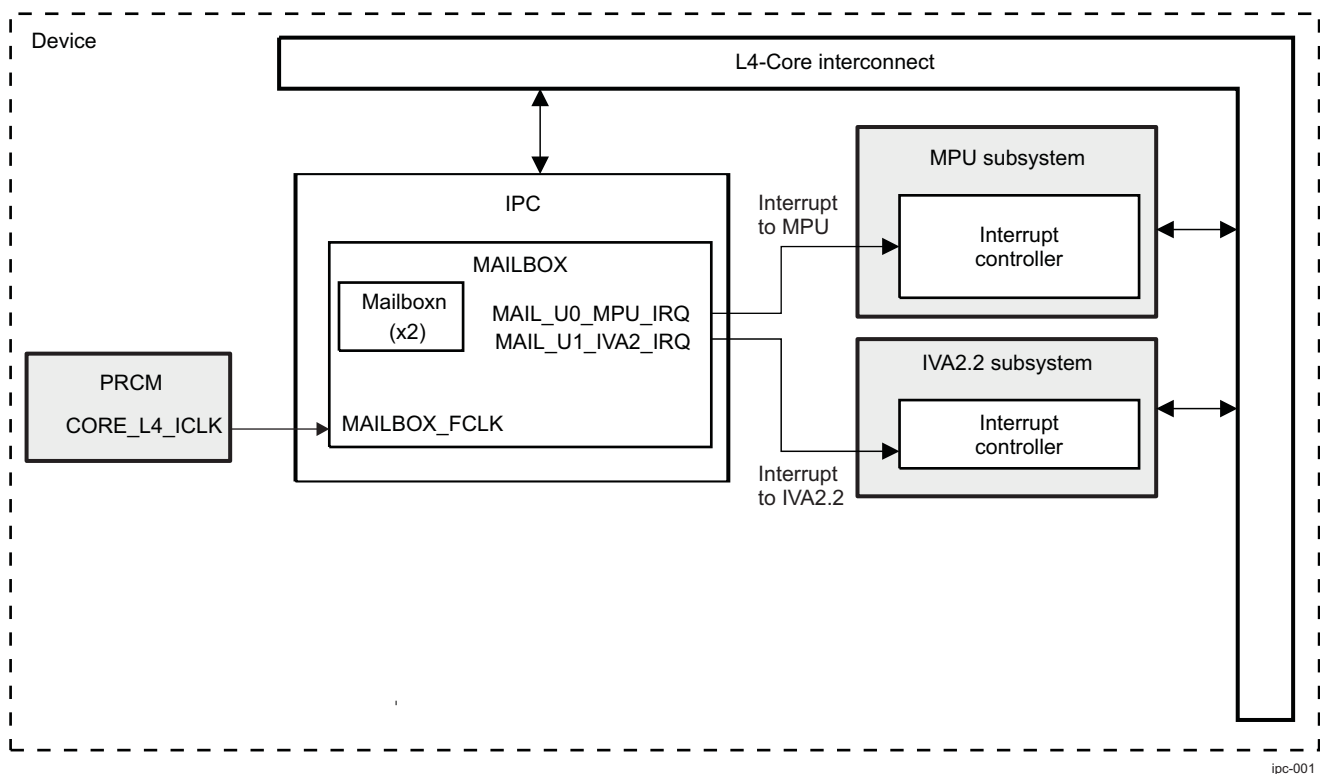 Device
L4-Core interconnect
MPU subsystem
IPC
Interrupt
to MPU
Interrupt
controller
MAILBOX
Mailboxn
(x2)
MAIL_U0_MPU_IRQ
MAIL_U1_IVA2_IRQ
PRCM
CORE_L4_ICLK
MAILBOX_FCLK
IVA2.2 subsystem
Interrupt
controller
Interrupt
to IVA2.2
ipc-001